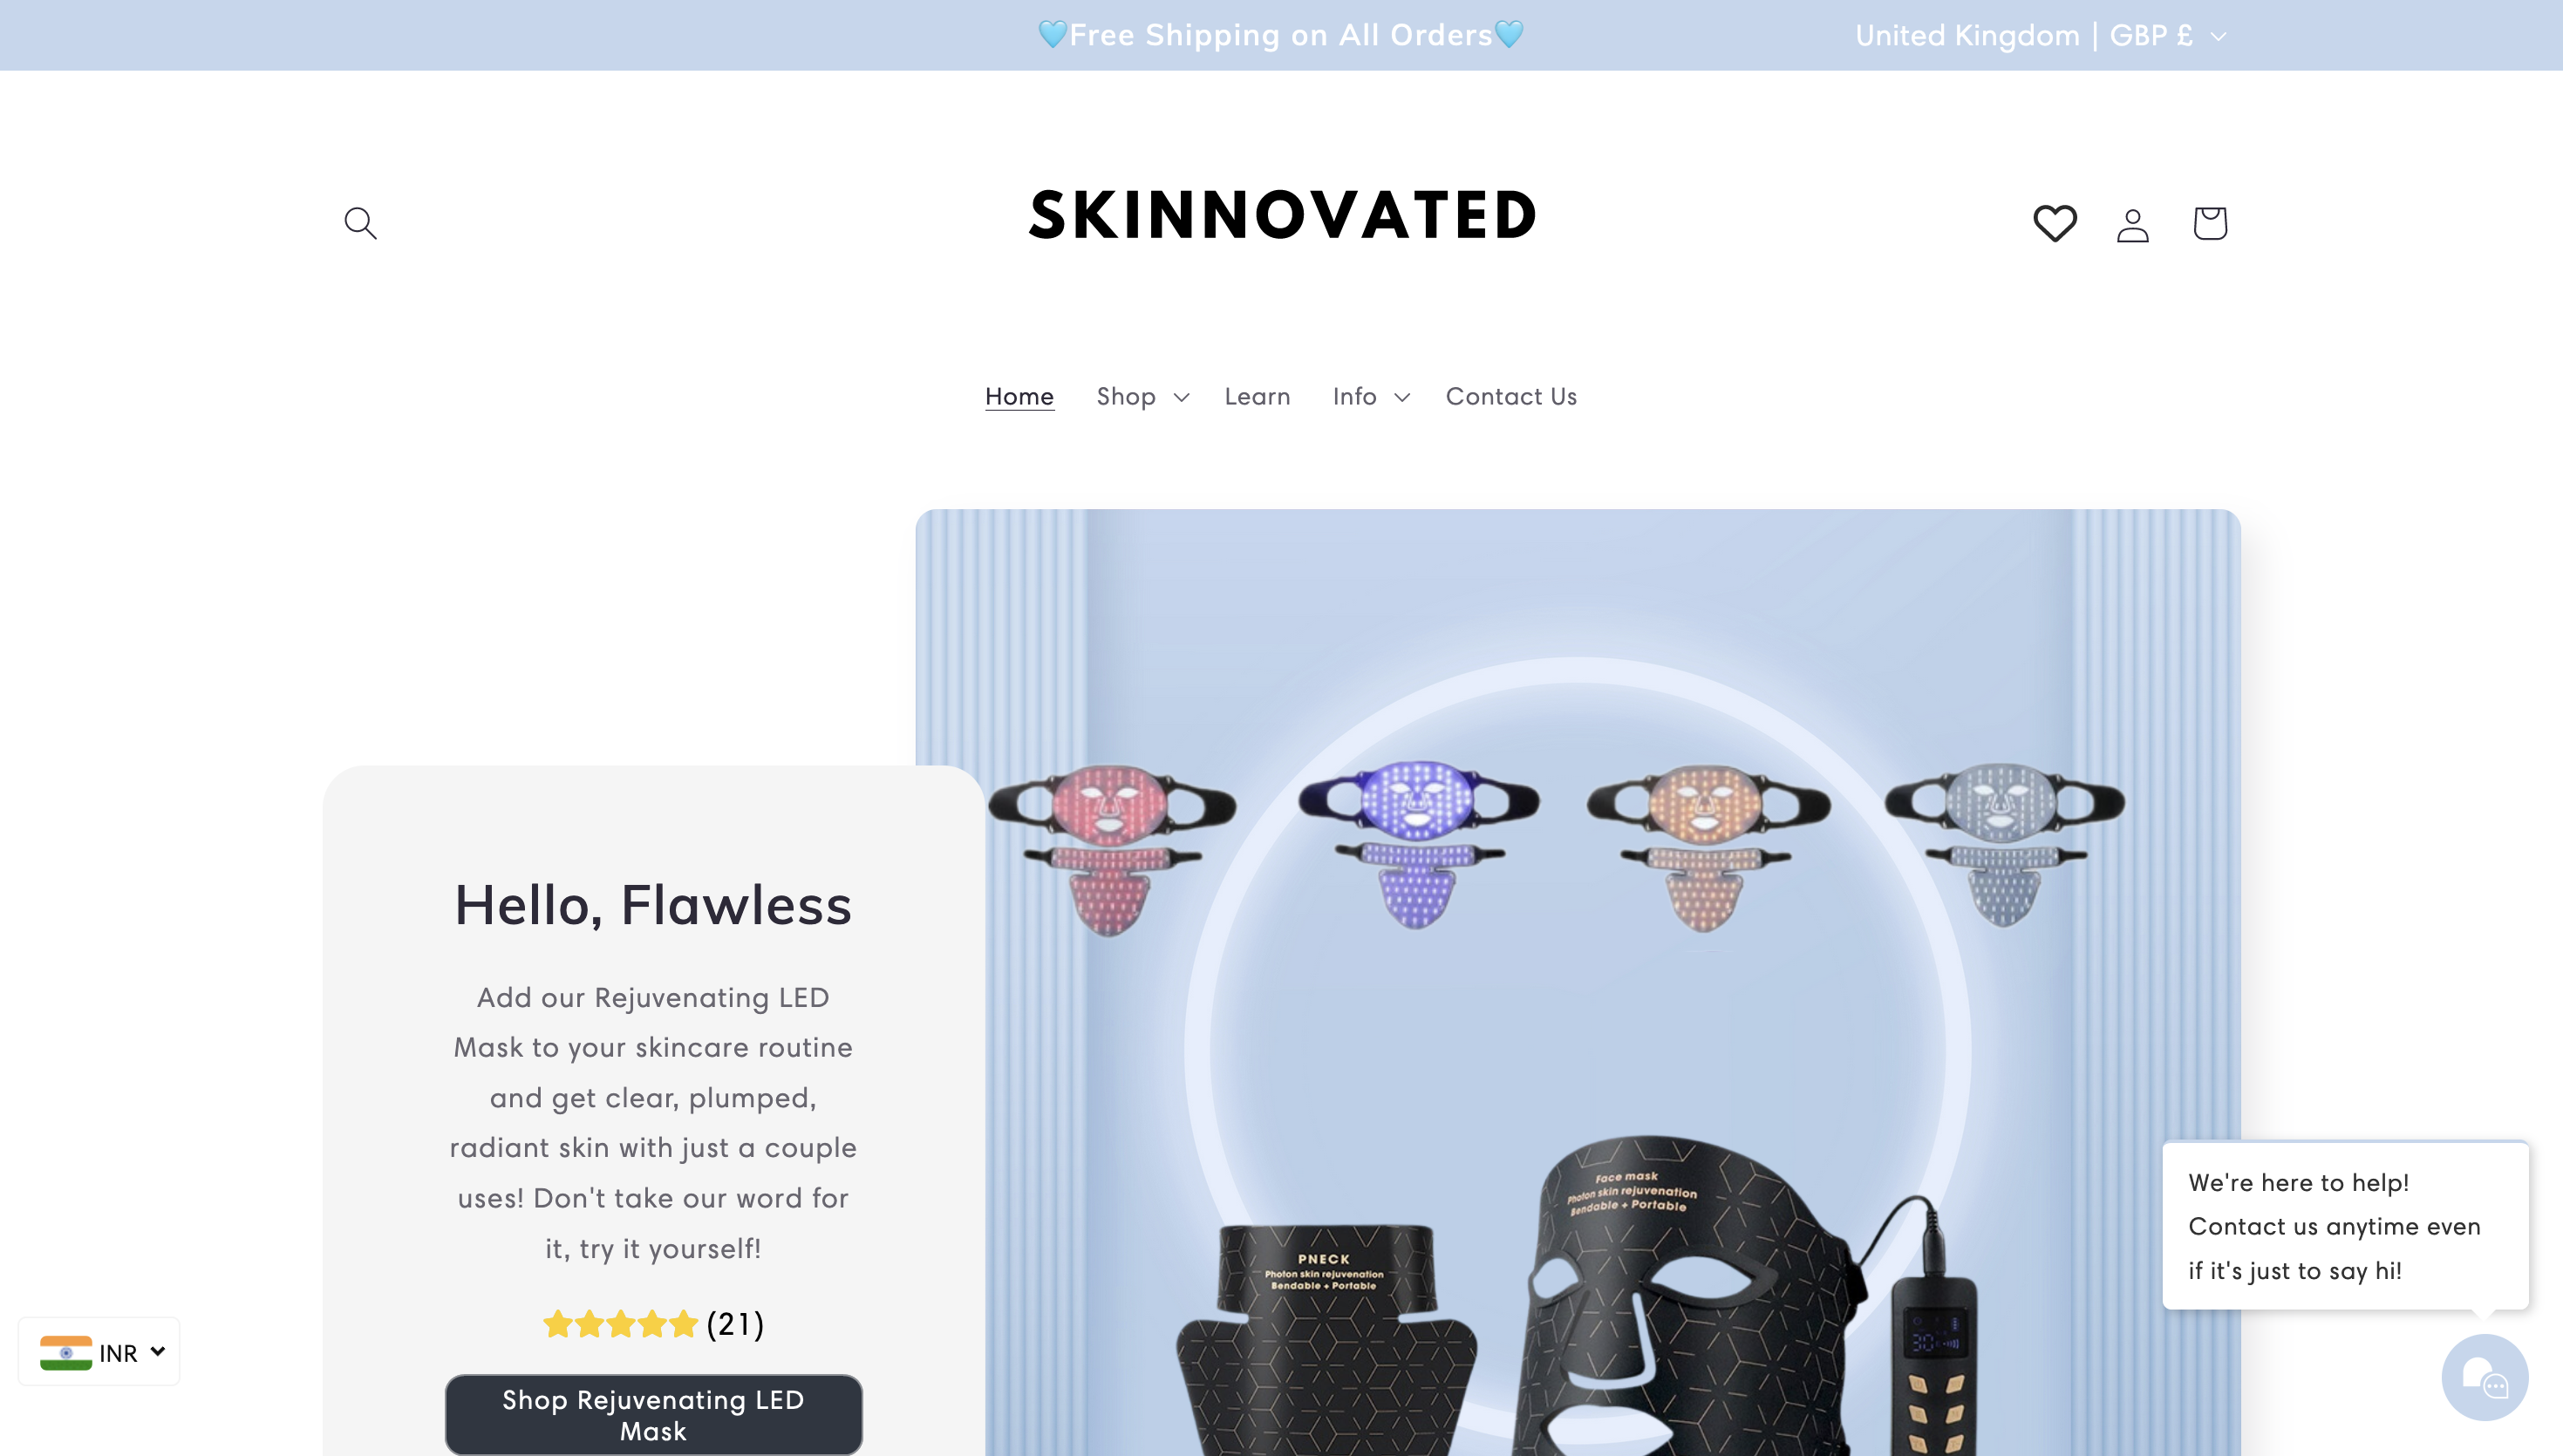 🩵Free Shipping on All Orders🩵
United Kingdom | GBP £
SKINNOVATED
Home
Shop
Learn
Info
Contact Us
Hello, Flawless
Add our Rejuvenating LED
Mask to your skincare routine
and get clear, plumped,
radiant skin with just a couple
uses! Don't take our word for
it, try it yourself!
(21)
Shop Rejuvenating LED
Mask
Face mask
Photon skin rejuvenation
Bendable + Portable
PNECK
Photon skin rejuvenation
Bendable + Portable
We're here to help!
Contact us anytime even
if it's just to say hi!
INR